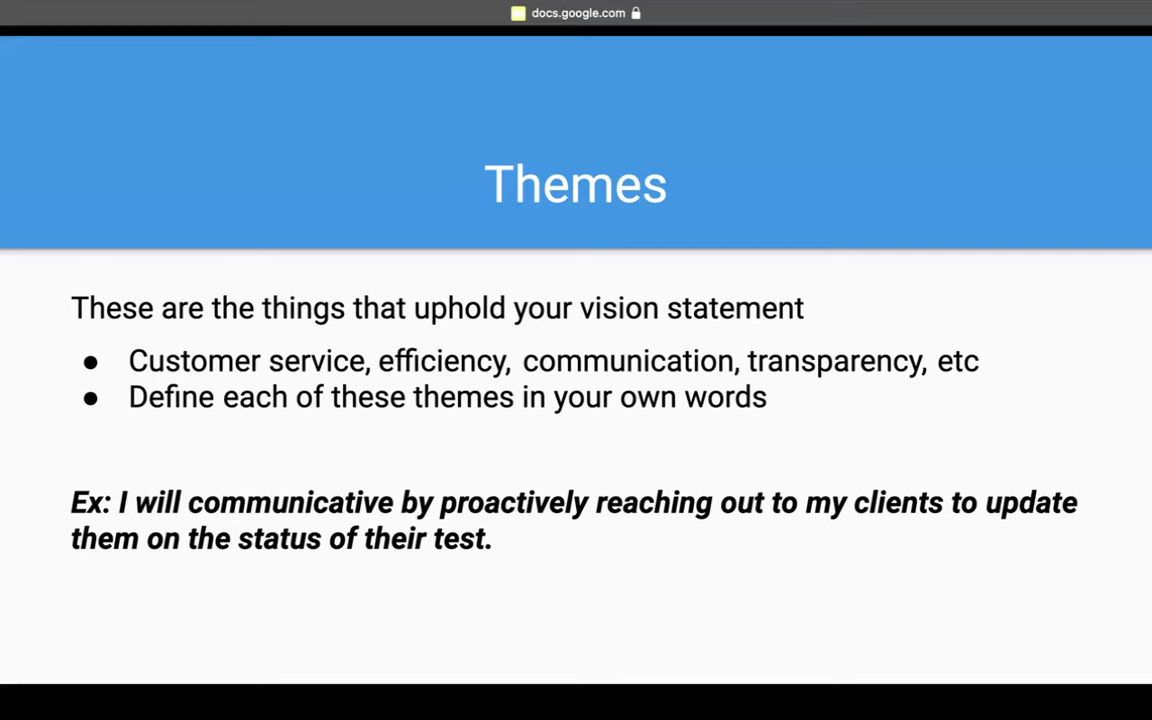 docs.google.com
Themes
These are the things that uphold your vision statement
● Customer service, efficiency, communication, transparency, etc
● Define each of these themes in your own words
Ex: I will communicative by proactively reaching out to my clients to update
them on the status of their test.